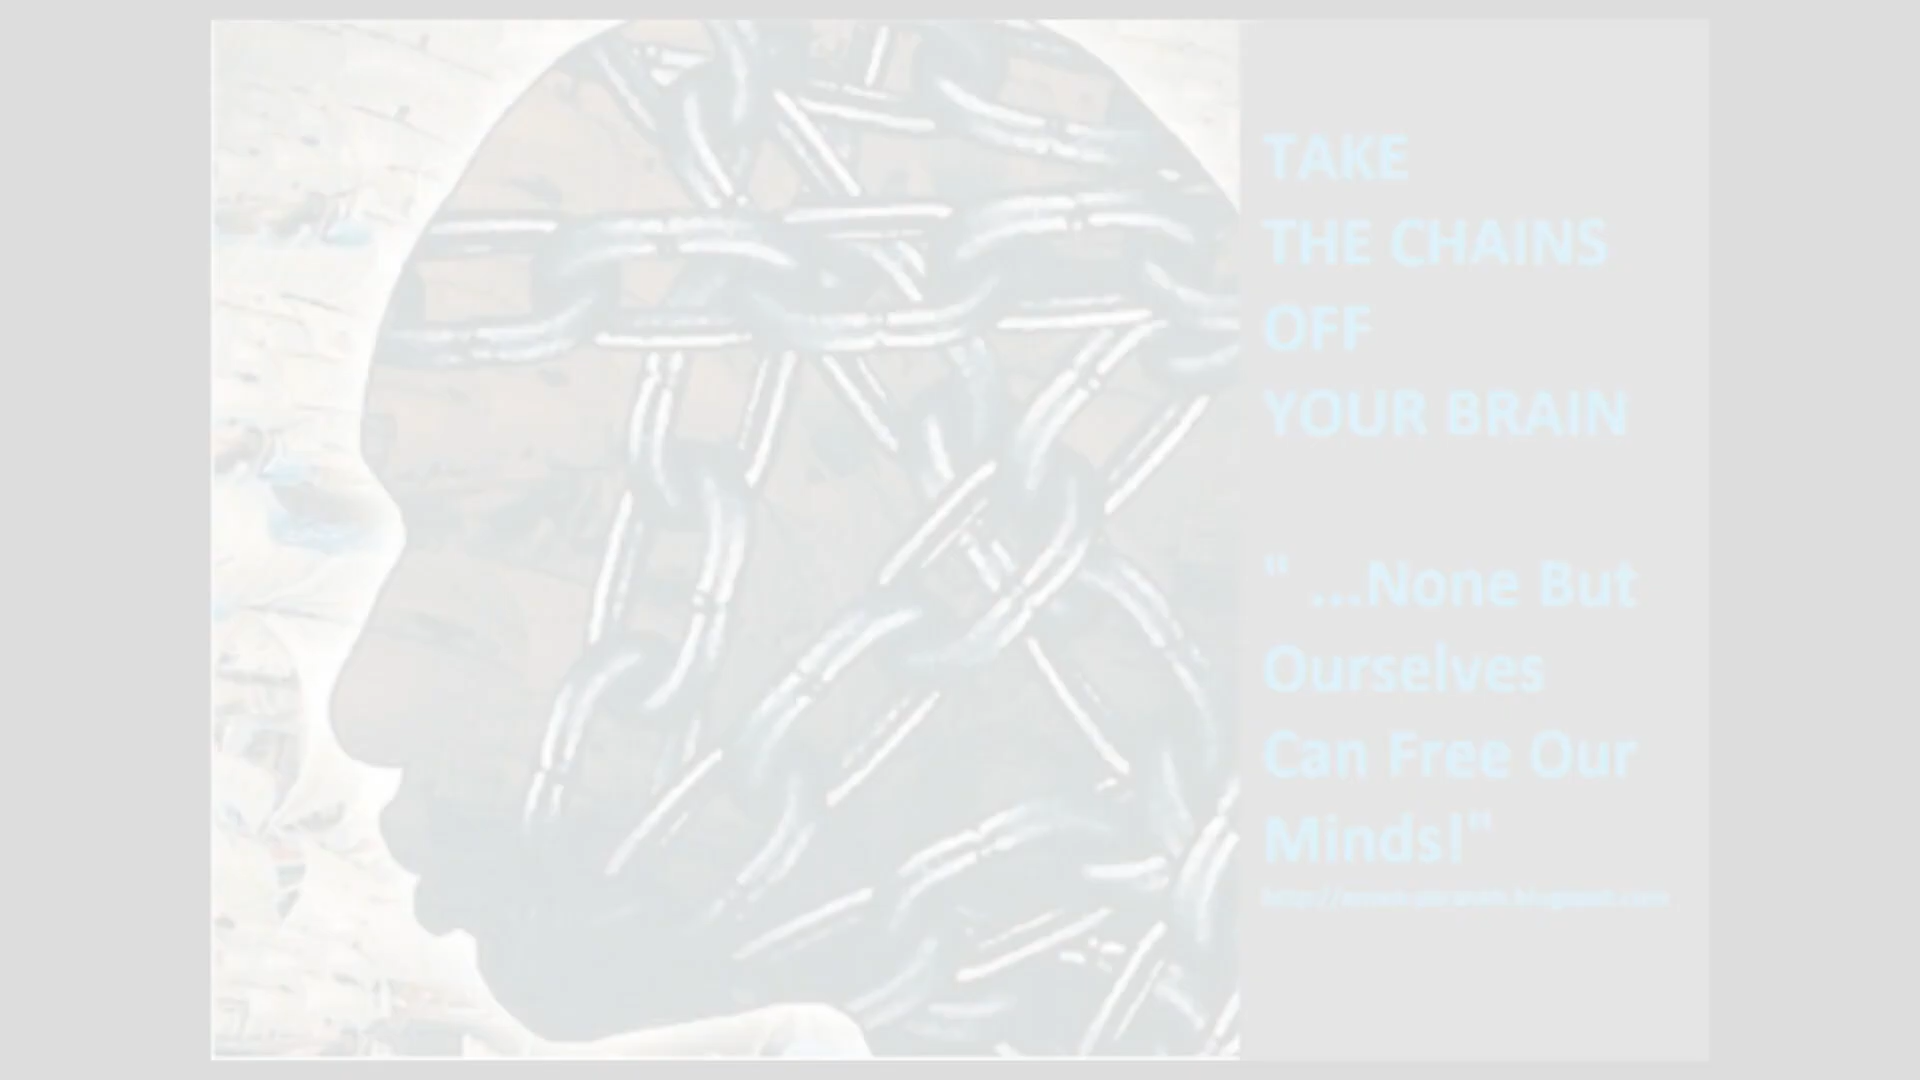 TAKE
THE CHAINS
OFF
YOUR BRAIN
" ...None But
Ourselves
Can Free Our
Minds!"